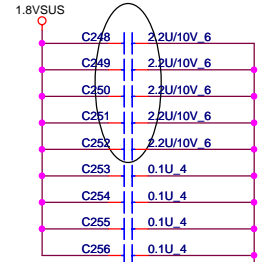 1.8VSUS
C248 2.2U/10V_6
C249 2.2U/10V_6
C250 2.2U/10V_6
C251 2.2U/10V_6
C252 2.2U/10V_6
C253 0.1U_4
C254 0.1U_4
C255 0.1U_4
C256 0.1U_4